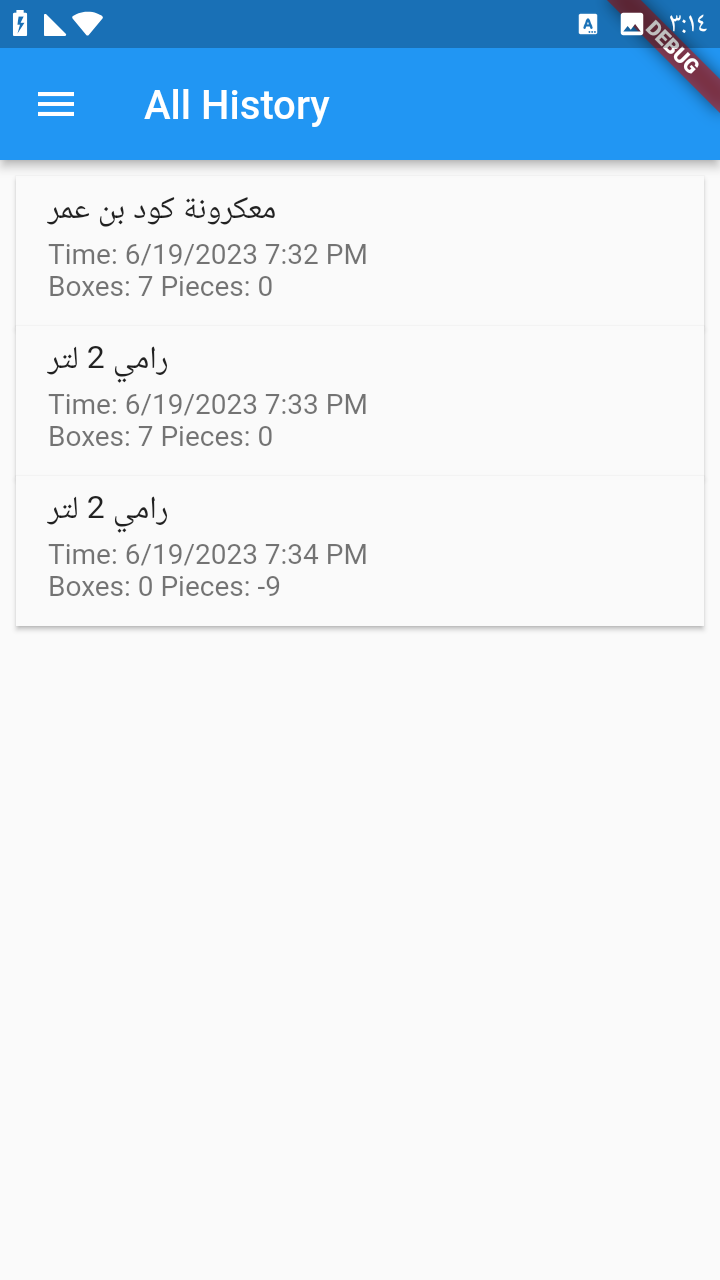 ٣:١٤
DEBUG
All History
معكرونة كود بن عمر
Time: 6/19/2023 7:32 PM
Boxes: 7 Pieces: 0
رامي 2 لتر
Time: 6/19/2023 7:33 PM
Boxes: 7 Pieces: 0
رامي 2 لتر
Time: 6/19/2023 7:34 PM
Boxes: 0 Pieces: -9